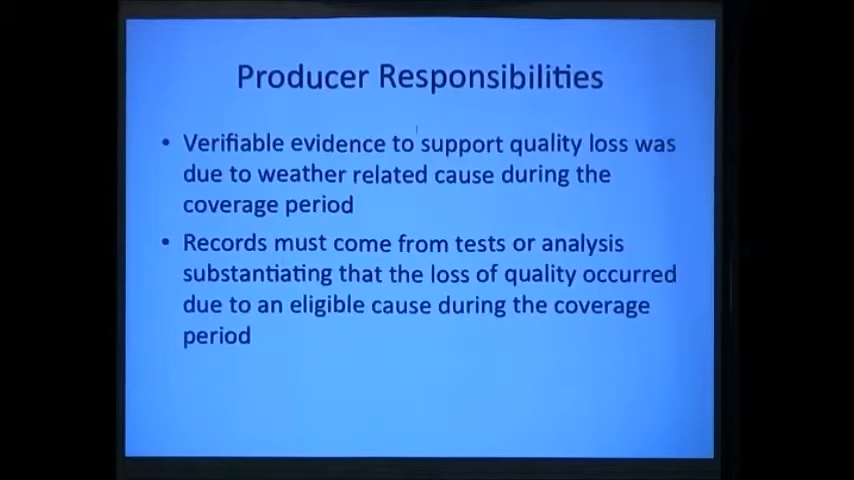 Producer Responsibilities
• Verifiable evidence to support quality loss was
due to weather related cause during the
coverage period
• Records must come from tests or analysis
substantiating that the loss of quality occurred
due to an eligible cause during the coverage
period